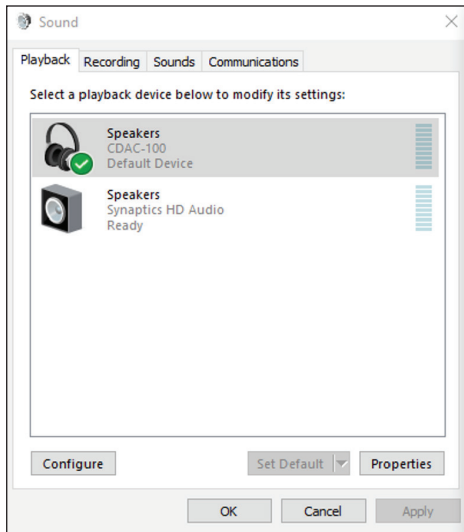 Sound
Playback Recording Sounds Communications
Select a playback device below to modify its settings:
Speakers
CDAC-100
Default Device
Speakers
Synaptics HD Audio
Ready
Configure Set Default Properties
OK Cancel Apply